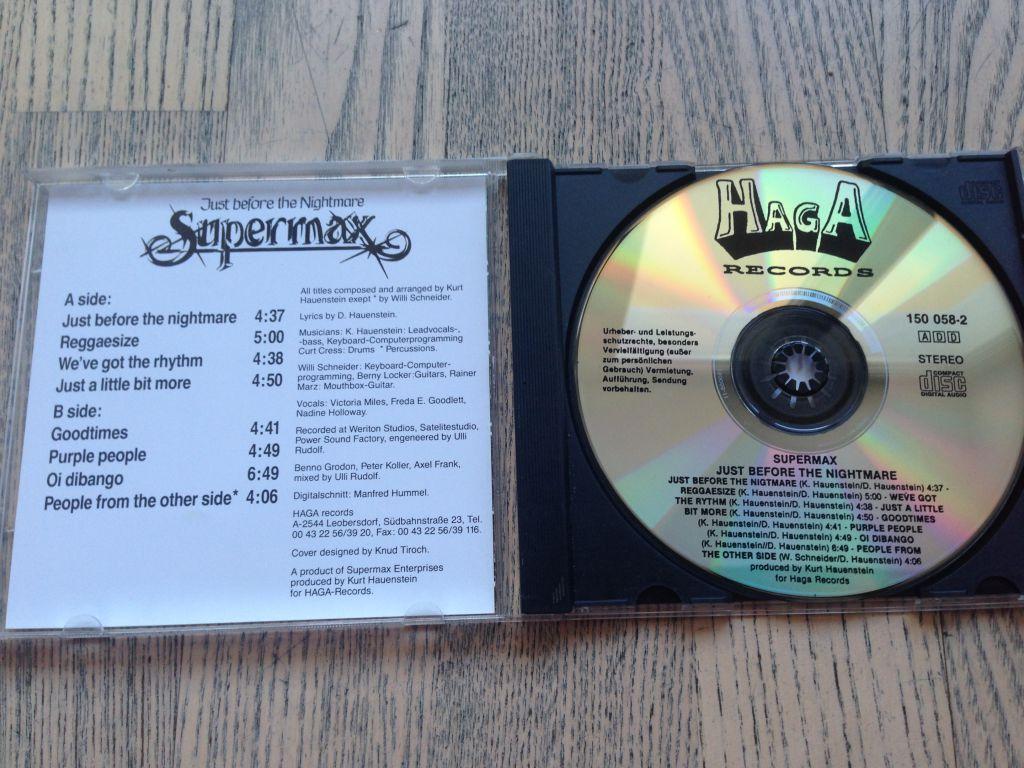 Just before the Nightmare
Supermax
A side:
Just before the nightmare 4:37
Reggaesize 5:00
We've got the rhythm 4:38
Just a little bit more 4:50
B side:
Goodtimes 4:41
Purple people 4:49
Oi dibango 6:49
People from the other side* 4:06
All titles composed and arranged by Kurt
Hauenstein exept * by Willi Schneider.
Lyrics by D. Hauenstein.
Musicians: K. Hauenstein: Leadvocals-,
-bass, Keyboard-Computerprogramming
Curt Cress: Drums * Percussions.
Willi Schneider: Keyboard-Computer-
programming, Berny Locker:Guitars, Rainer
Marz: Mouthbox-Guitar.
Vocals: Victoria Miles, Freda E. Goodlett,
Nadine Holloway.
Recorded at Weriton Studios, Satelitestudio,
Power Sound Factory, engeneered by Ulli
Rudolf.
Benno Grodon, Peter Koller, Axel Frank,
mixed by Ulli Rudolf.
Digitalschnitt: Manfred Hummel.
HAGA records
A-2544 Leobersdorf, Südbahnstraße 23, Tel.
00 43 22 56/39 20, Fax: 00 43 22 56/39 116.
Cover designed by Knud Tiroch.
A product of Supermax Enterprises
produced by Kurt Hauenstein
for HAGA-Records.
HAGA
RECORDS
Urheber- und Leistungs-
schutzrechte, besonders
Vervielfältigung (außer
zum persönlichen
Gebrauch) Vermietung,
Aufführung, Sendung
vorbehalten.
150 058-2
ADD
STEREO
COMPACT
disc
DIGITAL AUDIO
SUPERMAX
JUST BEFORE THE NIGHTMARE
JUST BEFORE THE NIGTMARE (K. Hauenstein/D. Hauenstein) 4:37 -
REGGAESIZE (K. Hauenstein/D. Hauenstein) 5:00 - WE'VE GOT
THE RYTHM (K. Hauenstein/D. Hauenstein) 4:38 - JUST A LITTLE
BIT MORE (K. Hauenstein/D. Hauenstein) 4:50 - GOODTIMES
(K. Hauenstein/D. Hauenstein) 4:41 - PURPLE PEOPLE
(K. Hauenstein/D. Hauenstein) 4:49 - OI DIBANGO
(K. Hauenstein//D. Hauenstein) 6:49 - PEOPLE FROM
THE OTHER SIDE (W. Schneider/D. Hauenstein) 4:06
produced by Kurt Hauenstein
for Haga Records
disc
DIGITAL AUDIO